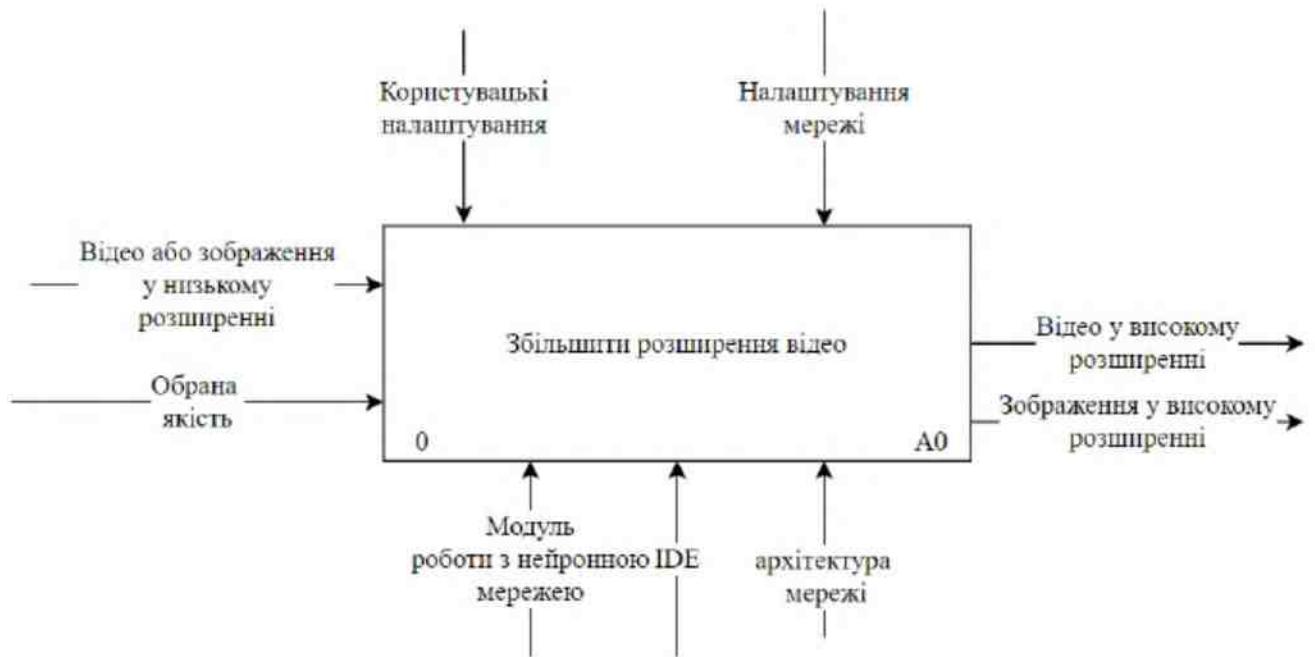 Користувацькі
налаштування
Налаштування
мережі
Відео або зображення
у низькому
розширенні
Обрана
якість
Збільшити розширення відео
0
A0
Відео у високому
розширенні
Зображення у високому
розширенні
Модуль
роботи з нейронною
мережею
IDE
архітектура
мережі